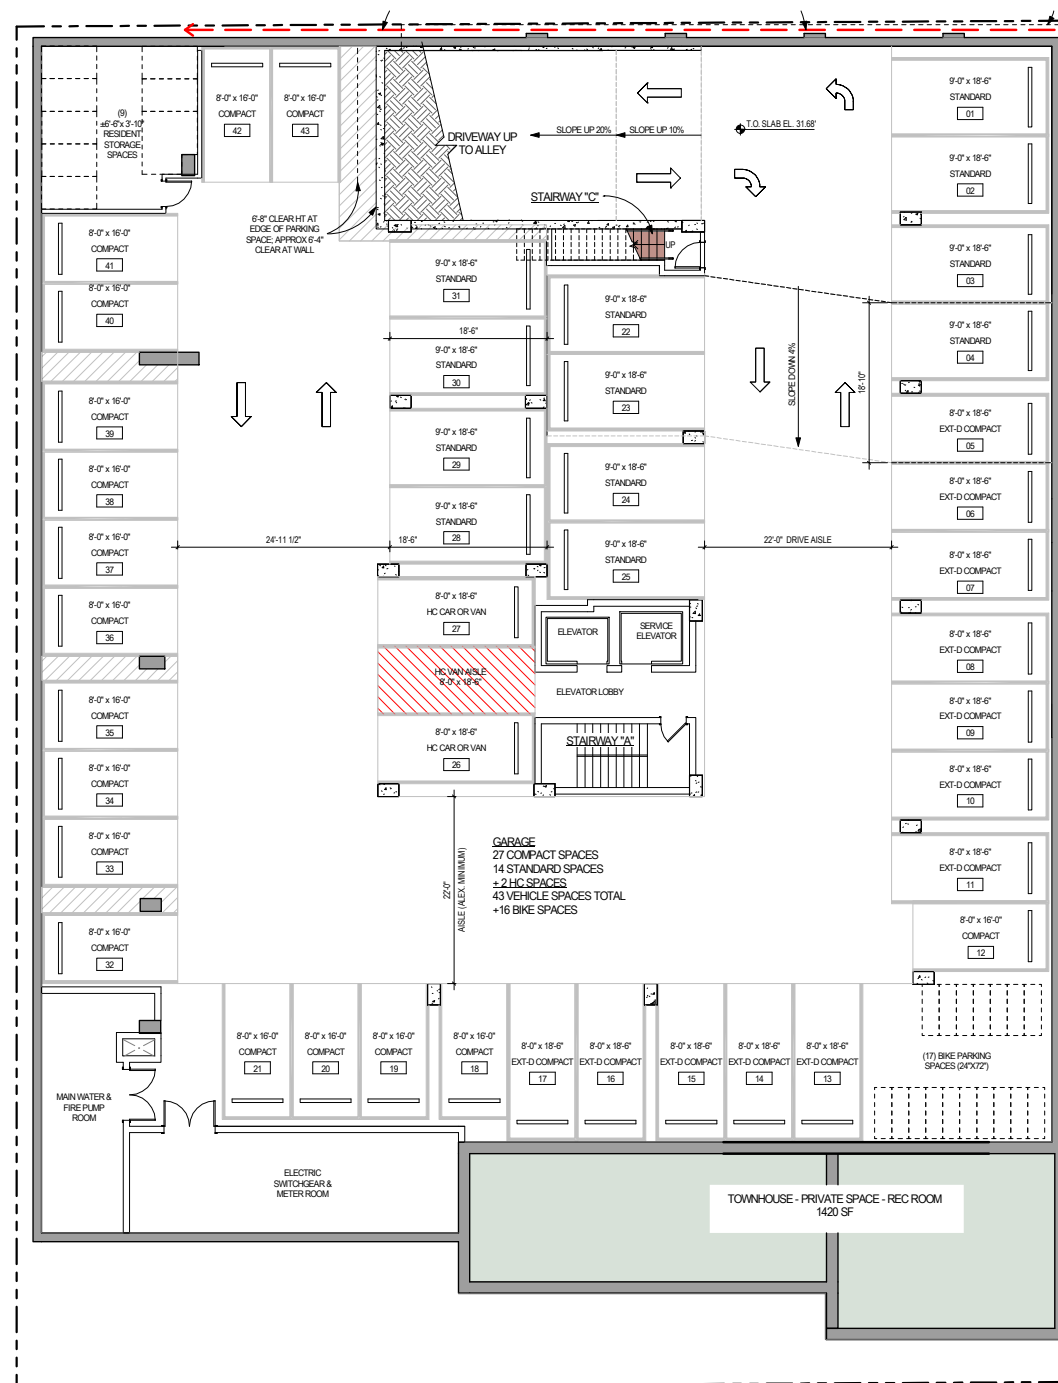 8'-0" x 16'-0"
COMPACT
42
8'-0" x 16'-0"
COMPACT
43
(9)
±6'-6"x 3'-10"
RESIDENT
STORAGE
SPACES
DRIVEWAY UP
TO ALLEY
SLOPE UP 20%
SLOPE UP 10%
T.O. SLAB EL. 31.68'
9'-0" x 18'-6"
STANDARD
01
9'-0" x 18'-6"
STANDARD
02
STAIRWAY "C"
UP
6'-8" CLEAR HT AT
EDGE OF PARKING
SPACE; APPROX 6'-4"
CLEAR AT WALL
8'-0" x 16'-0"
COMPACT
41
8'-0" x 16'-0"
COMPACT
40
9'-0" x 18'-6"
STANDARD
31
18'-6"
9'-0" x 18'-6"
STANDARD
30
9'-0" x 18'-6"
STANDARD
22
9'-0" x 18'-6"
STANDARD
23
SLOPE DOWN 4%
18'-10"
9'-0" x 18'-6"
STANDARD
03
9'-0" x 18'-6"
STANDARD
04
8'-0" x 16'-0"
COMPACT
39
8'-0" x 16'-0"
COMPACT
38
8'-0" x 16'-0"
COMPACT
37
8'-0" x 16'-0"
COMPACT
36
9'-0" x 18'-6"
STANDARD
29
9'-0" x 18'-6"
STANDARD
28
9'-0" x 18'-6"
STANDARD
24
9'-0" x 18'-6"
STANDARD
25
8'-0" x 18'-6"
EXT-D COMPACT
05
8'-0" x 18'-6"
EXT-D COMPACT
06
8'-0" x 18'-6"
EXT-D COMPACT
07
24'-11 1/2"
18'-6"
22'-0" DRIVE AISLE
8'-0" x 18'-6"
HC CAR OR VAN
27
HC VAN AISLE
8'-0" x 18'-6"
8'-0" x 18'-6"
HC CAR OR VAN
26
ELEVATOR
SERVICE
ELEVATOR
ELEVATOR LOBBY
STAIRWAY "A"
8'-0" x 18'-6"
EXT-D COMPACT
08
8'-0" x 18'-6"
EXT-D COMPACT
09
8'-0" x 18'-6"
EXT-D COMPACT
10
8'-0" x 18'-6"
EXT-D COMPACT
11
8'-0" x 16'-0"
COMPACT
12
8'-0" x 16'-0"
COMPACT
35
8'-0" x 16'-0"
COMPACT
34
8'-0" x 16'-0"
COMPACT
33
8'-0" x 16'-0"
COMPACT
32
22'-0"
AISLE (ALEX. MINIMUM)
GARAGE
27 COMPACT SPACES
14 STANDARD SPACES
+ 2 HC SPACES
43 VEHICLE SPACES TOTAL
+16 BIKE SPACES
8'-0" x 16'-0"
COMPACT
21
8'-0" x 16'-0"
COMPACT
20
8'-0" x 16'-0"
COMPACT
19
8'-0" x 16'-0"
COMPACT
18
8'-0" x 18'-6"
EXT-D COMPACT
17
8'-0" x 18'-6"
EXT-D COMPACT
16
8'-0" x 18'-6"
EXT-D COMPACT
15
8'-0" x 18'-6"
EXT-D COMPACT
14
8'-0" x 18'-6"
EXT-D COMPACT
13
(17) BIKE PARKING
SPACES (24"X72")
MAIN WATER &
FIRE PUMP
ROOM
ELECTRIC
SWITCHGEAR &
METER ROOM
TOWNHOUSE - PRIVATE SPACE - REC ROOM
1420 SF